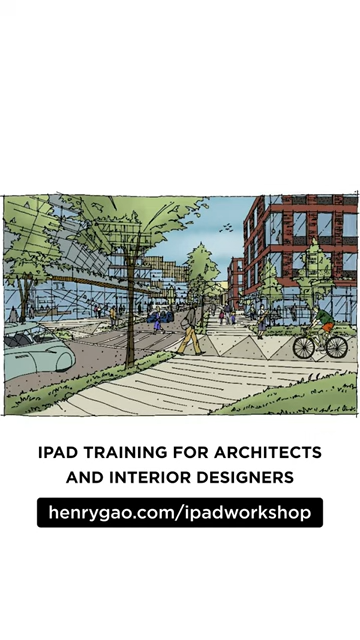 IPAD TRAINING FOR ARCHITECTS
AND INTERIOR DESIGNERS
henrygao.com/ipadworkshop